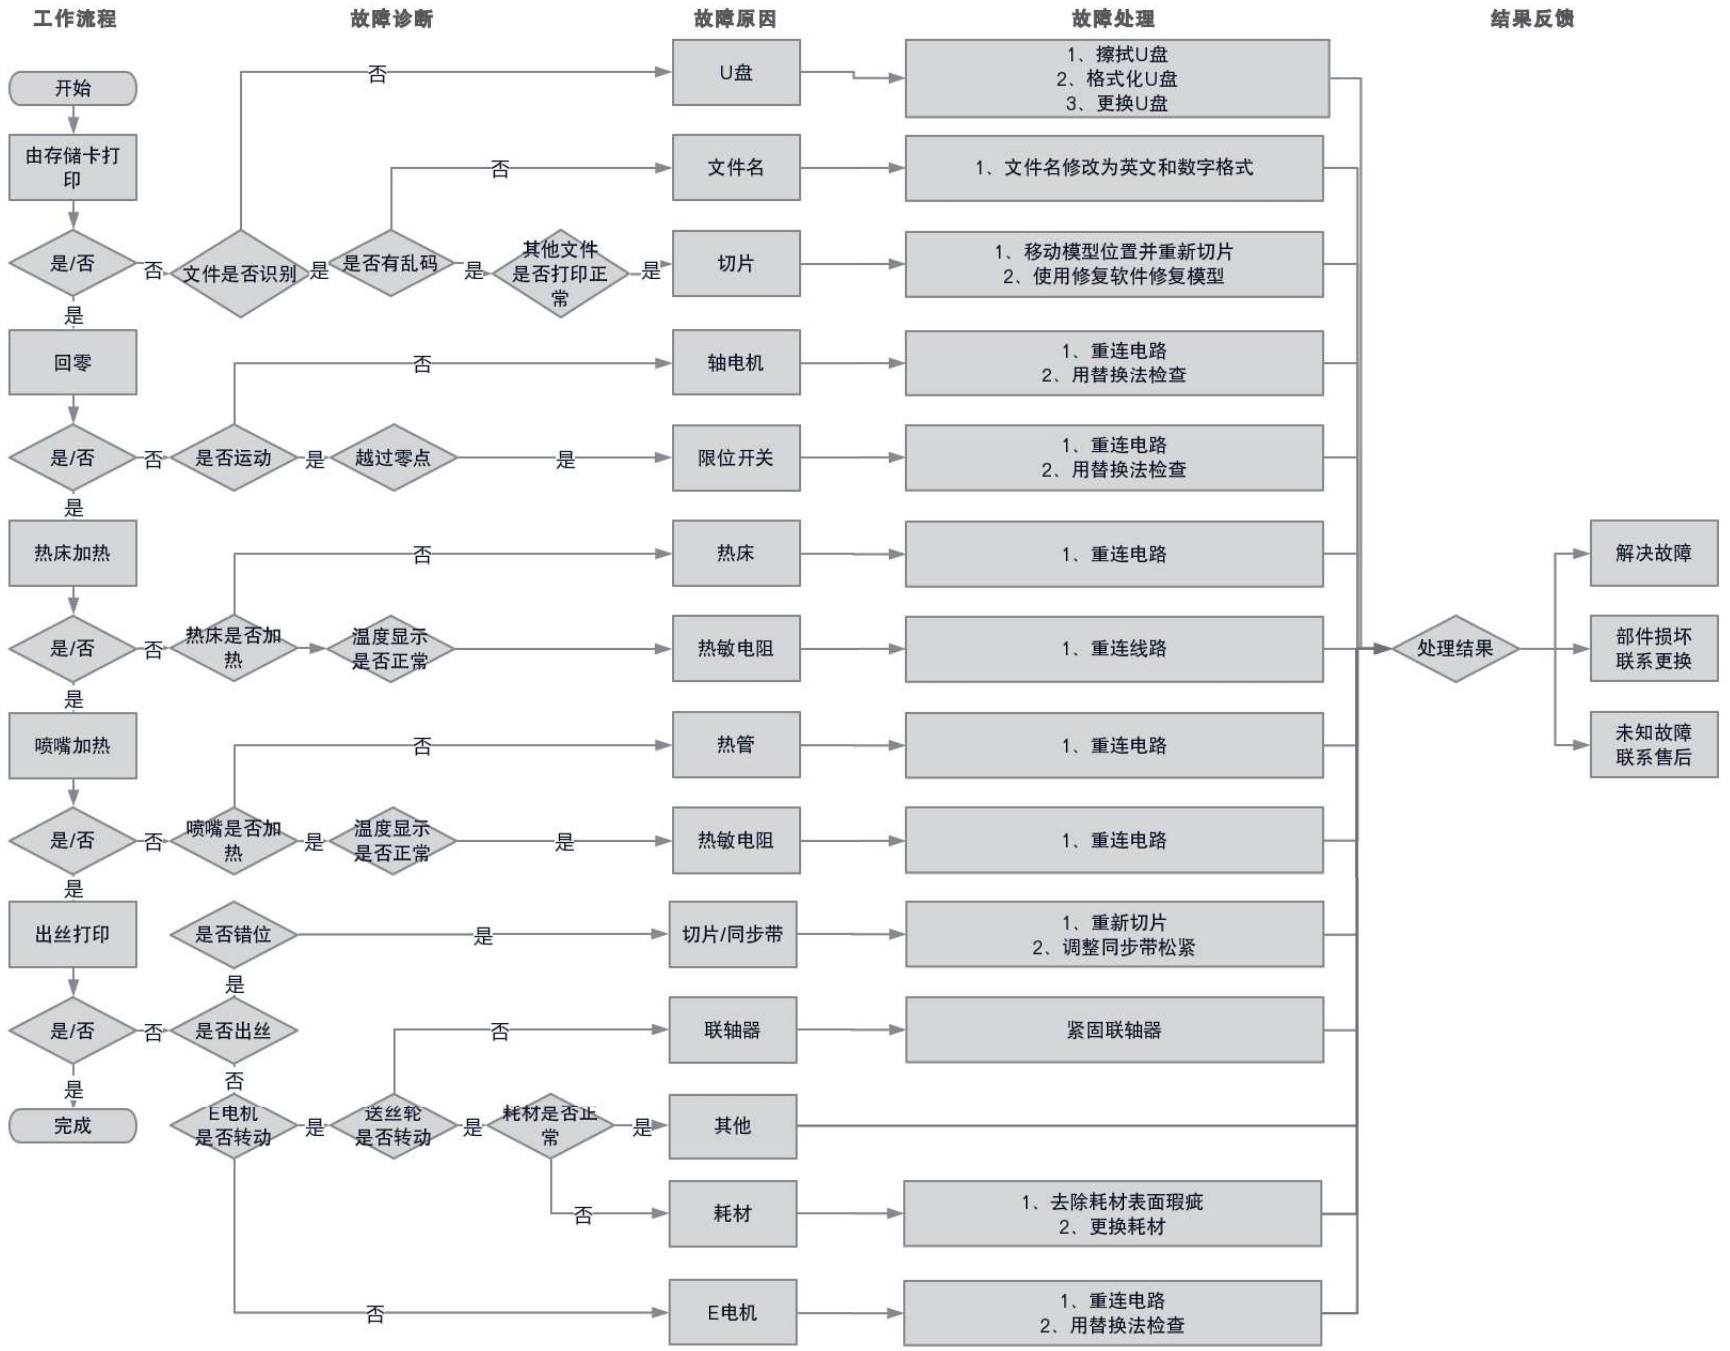 工作流程
故障诊断
故障原因
故障处理
结果反馈
开始
否
U盘
1、擦拭U盘
2、格式化U盘
3、更换U盘
由存储卡打
印
否
文件名
1、文件名修改为英文和数字格式
是/否
否
文件是否识别
是
是否有乱码
是
其他文件
是否打印正
常
是
切片
1、移动模型位置并重新切片
2、使用修复软件修复模型
是
回零
否
轴电机
1、重连电路
2、用替换法检查
是/否
否
是否运动
是
越过零点
是
限位开关
1、重连电路
2、用替换法检查
是
热床加热
否
热床
1、重连电路
解决故障
是/否
否
热床是否加
热
温度显示
是否正常
热敏电阻
1、重连线路
处理结果
部件损坏
联系更换
是
喷嘴加热
否
热管
1、重连电路
未知故障
联系售后
是/否
否
喷嘴是否加
热
是
温度显示
是否正常
是
热敏电阻
1、重连电路
是
出丝打印
是否错位
是
切片/同步带
1、重新切片
2、调整同步带松紧
是
是/否
否
是否出丝
否
联轴器
紧固联轴器
是
否
完成
E电机
是否转动
是
送丝轮
是否转动
是
耗材是否正
常
是
其他
否
耗材
1、去除耗材表面瑕疵
2、更换耗材
否
E电机
1、重连电路
2、用替换法检查